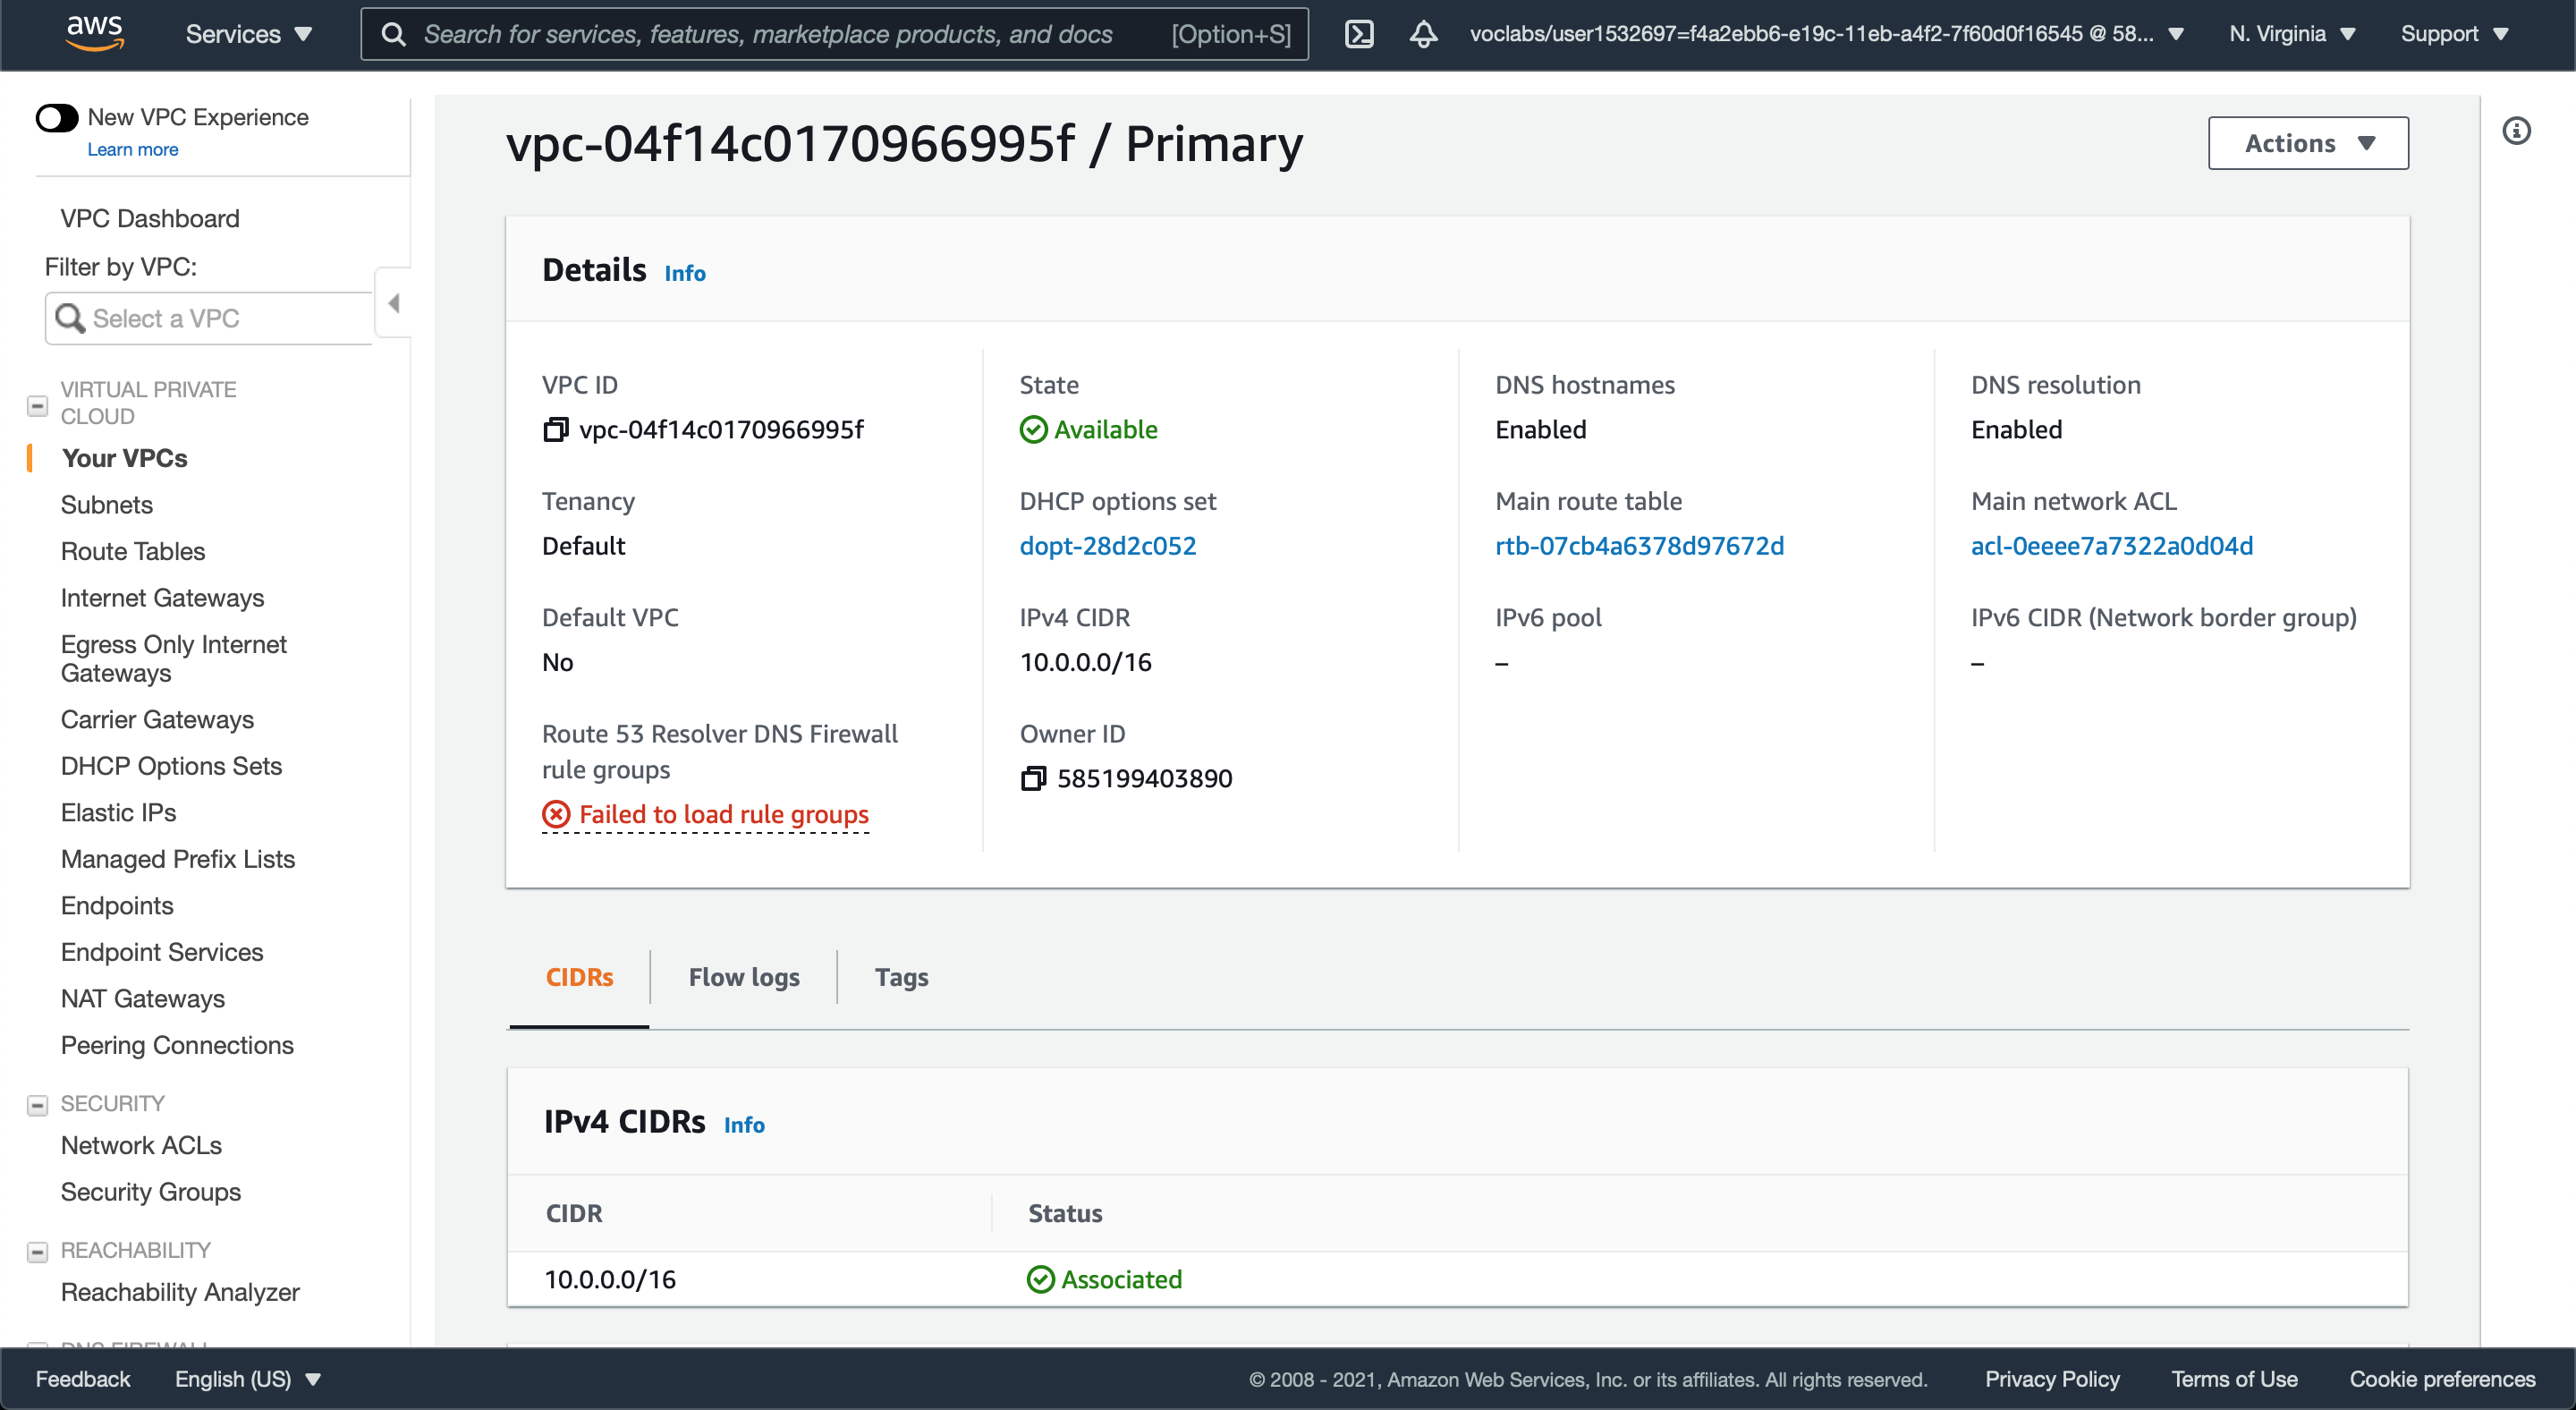 aws
Services
Search for services, features, marketplace products, and docs [Option+S]
voclabs/user1532697=f4a2ebb6-e19c-11eb-a4f2-7f60d0f16545 @ 58...
N. Virginia
Support
New VPC Experience
Learn more
VPC Dashboard
Filter by VPC:
Select a VPC
VIRTUAL PRIVATE
CLOUD
Your VPCs
Subnets
Route Tables
Internet Gateways
Egress Only Internet
Gateways
Carrier Gateways
DHCP Options Sets
Elastic IPs
Managed Prefix Lists
Endpoints
Endpoint Services
NAT Gateways
Peering Connections
SECURITY
Network ACLs
Security Groups
REACHABILITY
Reachability Analyzer
DNS FIREWALL
vpc-04f14c0170966995f / Primary
Actions
Details Info
VPC ID
vpc-04f14c0170966995f
State
Available
DNS hostnames
Enabled
DNS resolution
Enabled
Tenancy
Default
DHCP options set
dopt-28d2c052
Main route table
rtb-07cb4a6378d97672d
Main network ACL
acl-0eeee7a7322a0d04d
Default VPC
No
IPv4 CIDR
10.0.0.0/16
IPv6 pool
–
IPv6 CIDR (Network border group)
–
Route 53 Resolver DNS Firewall
rule groups
Failed to load rule groups
Owner ID
585199403890
CIDRs
Flow logs
Tags
IPv4 CIDRs Info
CIDR Status
10.0.0.0/16 Associated
Feedback
English (US)
© 2008 - 2021, Amazon Web Services, Inc. or its affiliates. All rights reserved.
Privacy Policy
Terms of Use
Cookie preferences